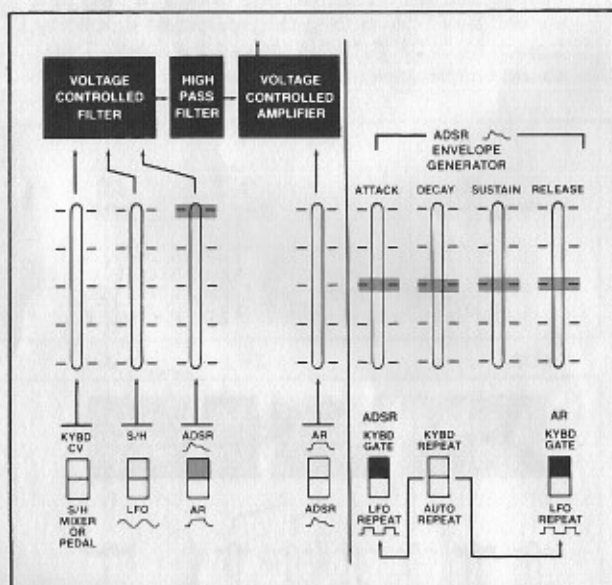 VOLTAGE
CONTROLLED
FILTER
HIGH
PASS
FILTER
VOLTAGE
CONTROLLED
AMPLIFIER
ADSR
ENVELOPE
GENERATOR
ATTACK
DECAY
SUSTAIN
RELEASE
KYBD
CV
S/H
MIXER
OR
PEDAL
S/H
LFO
ADSR
AR
AR
ADSR
ADSR
KYBD
GATE
LFO
REPEAT
KYBD
REPEAT
AUTO
REPEAT
AR
KYBD
GATE
LFO
REPEAT